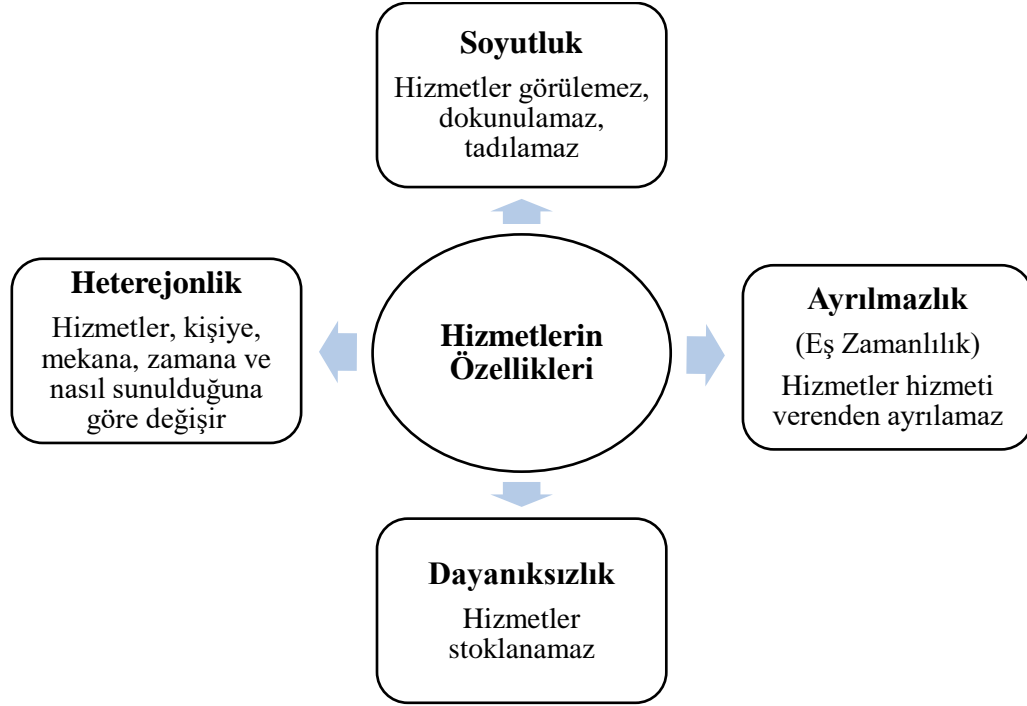 Soyutluk
Hizmetler görülemez,
dokunulamaz,
tadılamaz
Heterejonlik
Hizmetler, kişiye,
mekana, zamana ve
nasıl sunulduğuna
göre değişir
Hizmetlerin
Özellikleri
Ayrılmazlık
(Eş Zamanlılık)
Hizmetler hizmeti
verenden ayrılamaz
Dayanıksızlık
Hizmetler
stoklanamaz